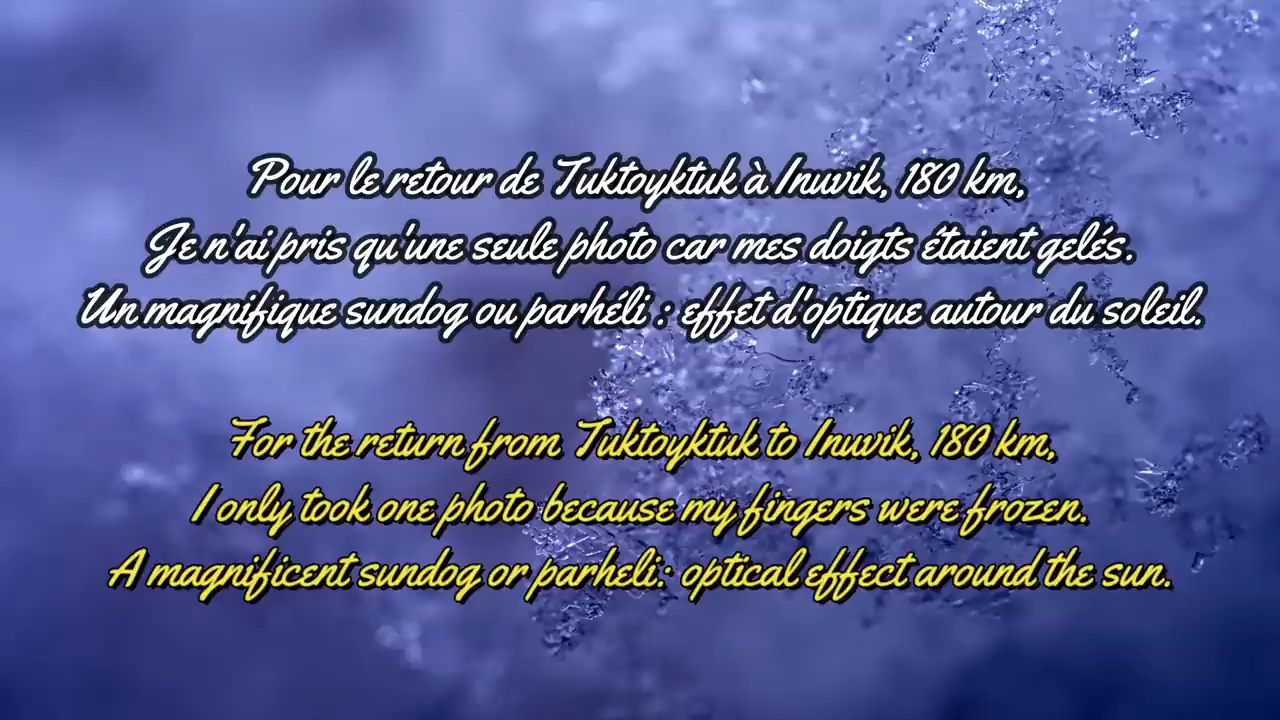 Pour le retour de Tuktoyktuk à Inuvik, 180 km,
Je n'ai pris qu'une seule photo car mes doigts étaient gelés.
Un magnifique sundog ou parhéli : effet d'optique autour du soleil.
For the return from Tuktoyktuk to Inuvik, 180 km,
I only took one photo because my fingers were frozen.
A magnificent sundog or parheli: optical effect around the sun.